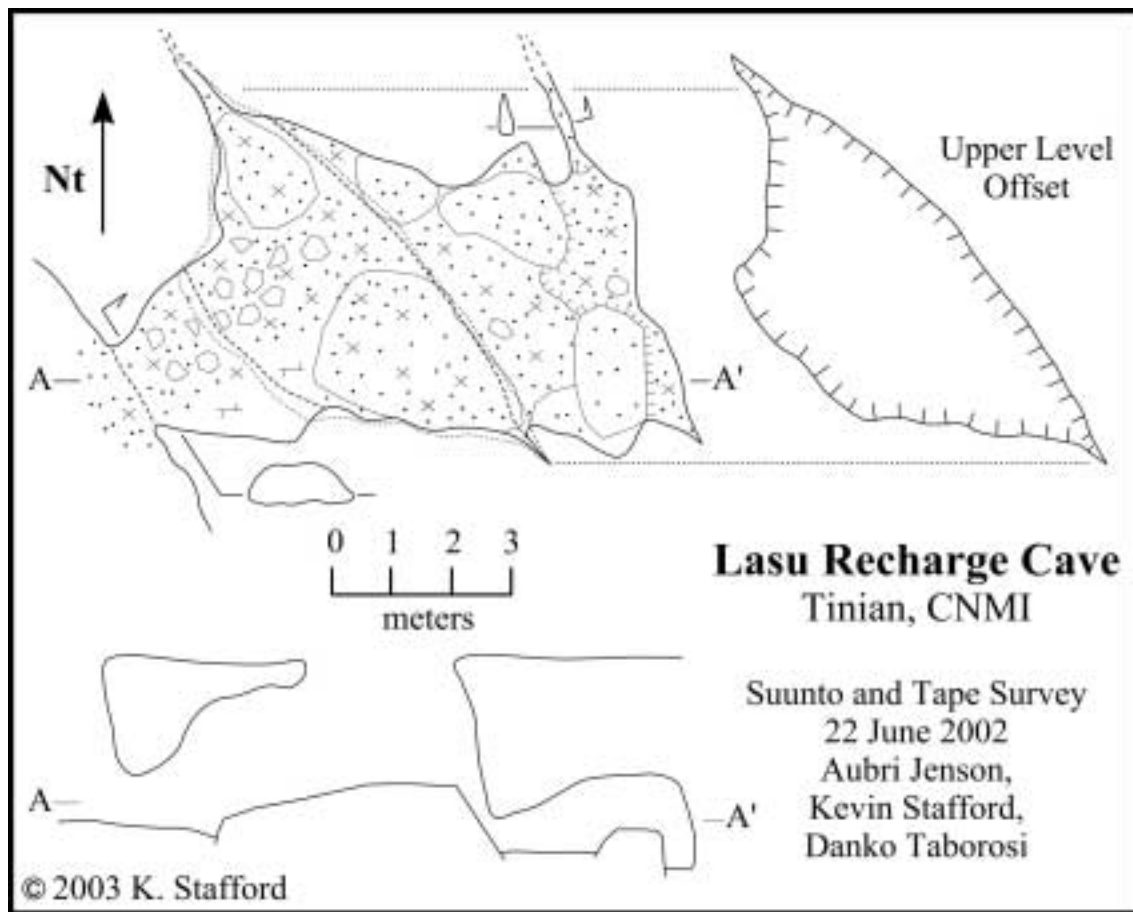 Nt
Upper Level
Offset
A
A'
0 1 2 3
meters
Lasu Recharge Cave
Tinian, CNMI
Suunto and Tape Survey
22 June 2002
Aubri Jenson,
Kevin Stafford,
Danko Taborosi
A
A'
© 2003 K. Stafford